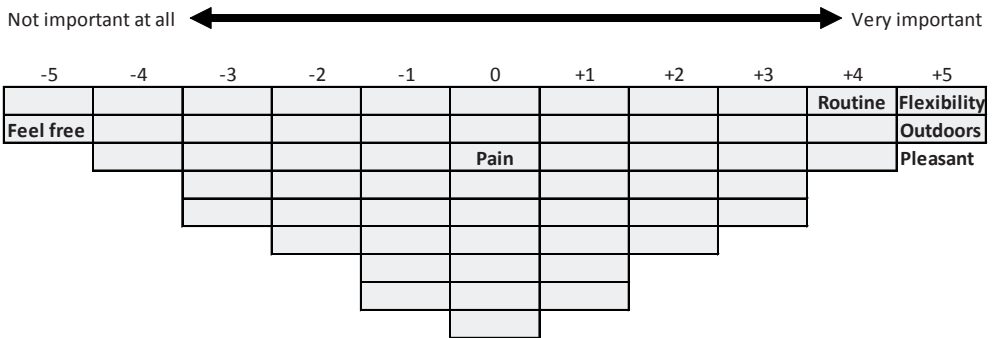 Not important at all Very important
-5 -4 -3 -2 -1 0 +1 +2 +3 +4 +5
Routine Flexibility
Feel free Outdoors
Pain Pleasant